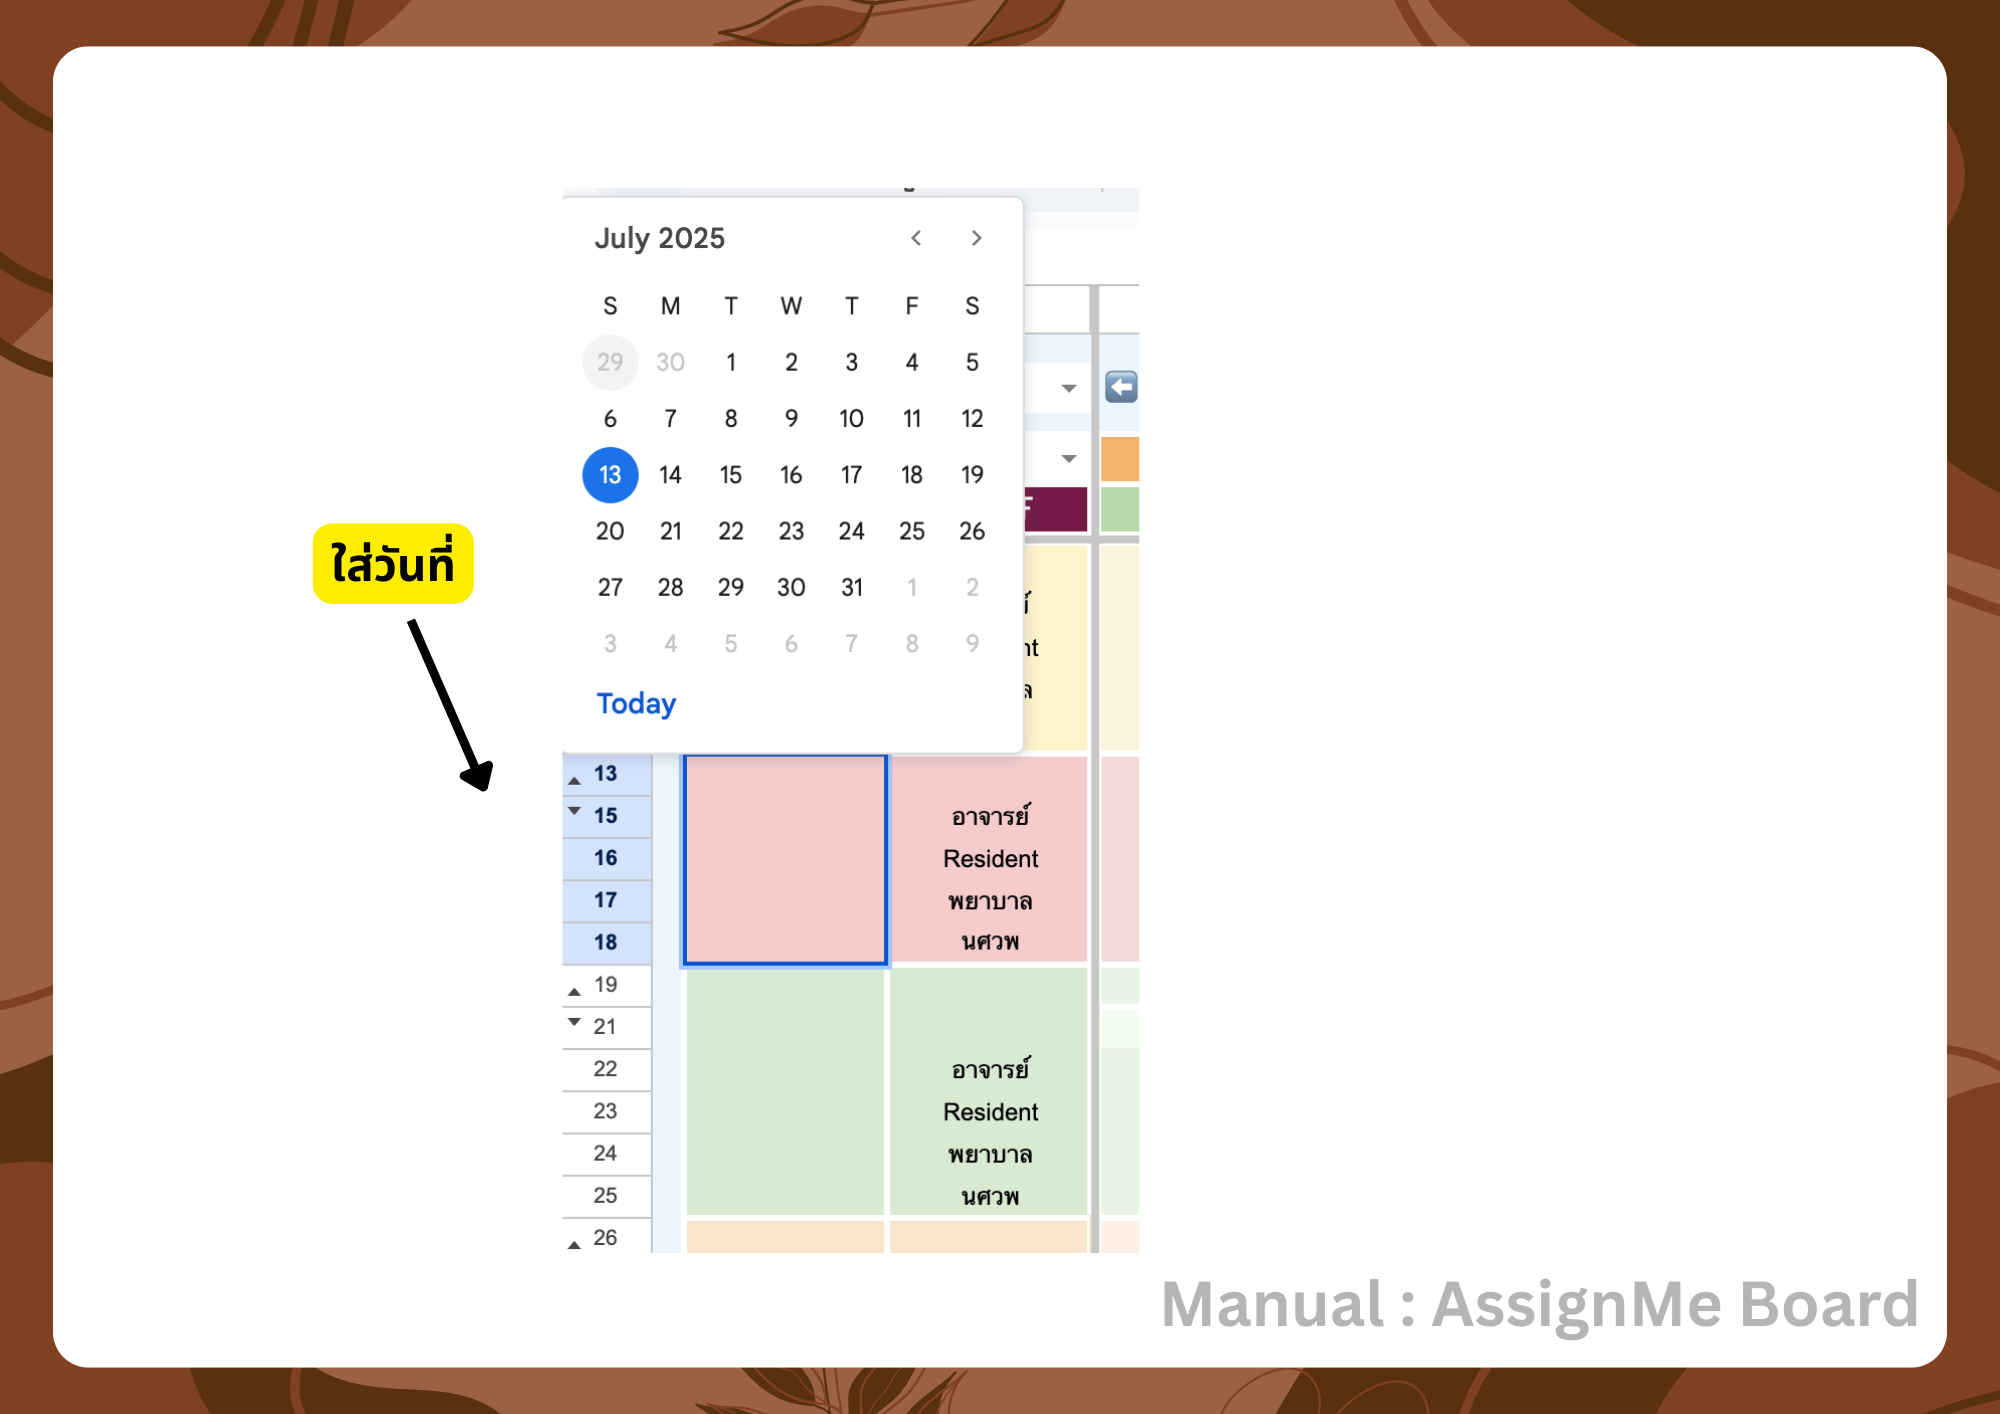 July 2025
S M T W T F S
29 30 1 2 3 4 5
6 7 8 9 10 11 12
13 14 15 16 17 18 19
20 21 22 23 24 25 26
27 28 29 30 31 1 2
3 4 5 6 7 8 9
Today
ใส่วันที่
13
15 อาจารย์
16 Resident
17 พยาบาล
18 นศวพ
19
21
22 อาจารย์
23 Resident
24 พยาบาล
25 นศวพ
26
Manual : AssignMe Board